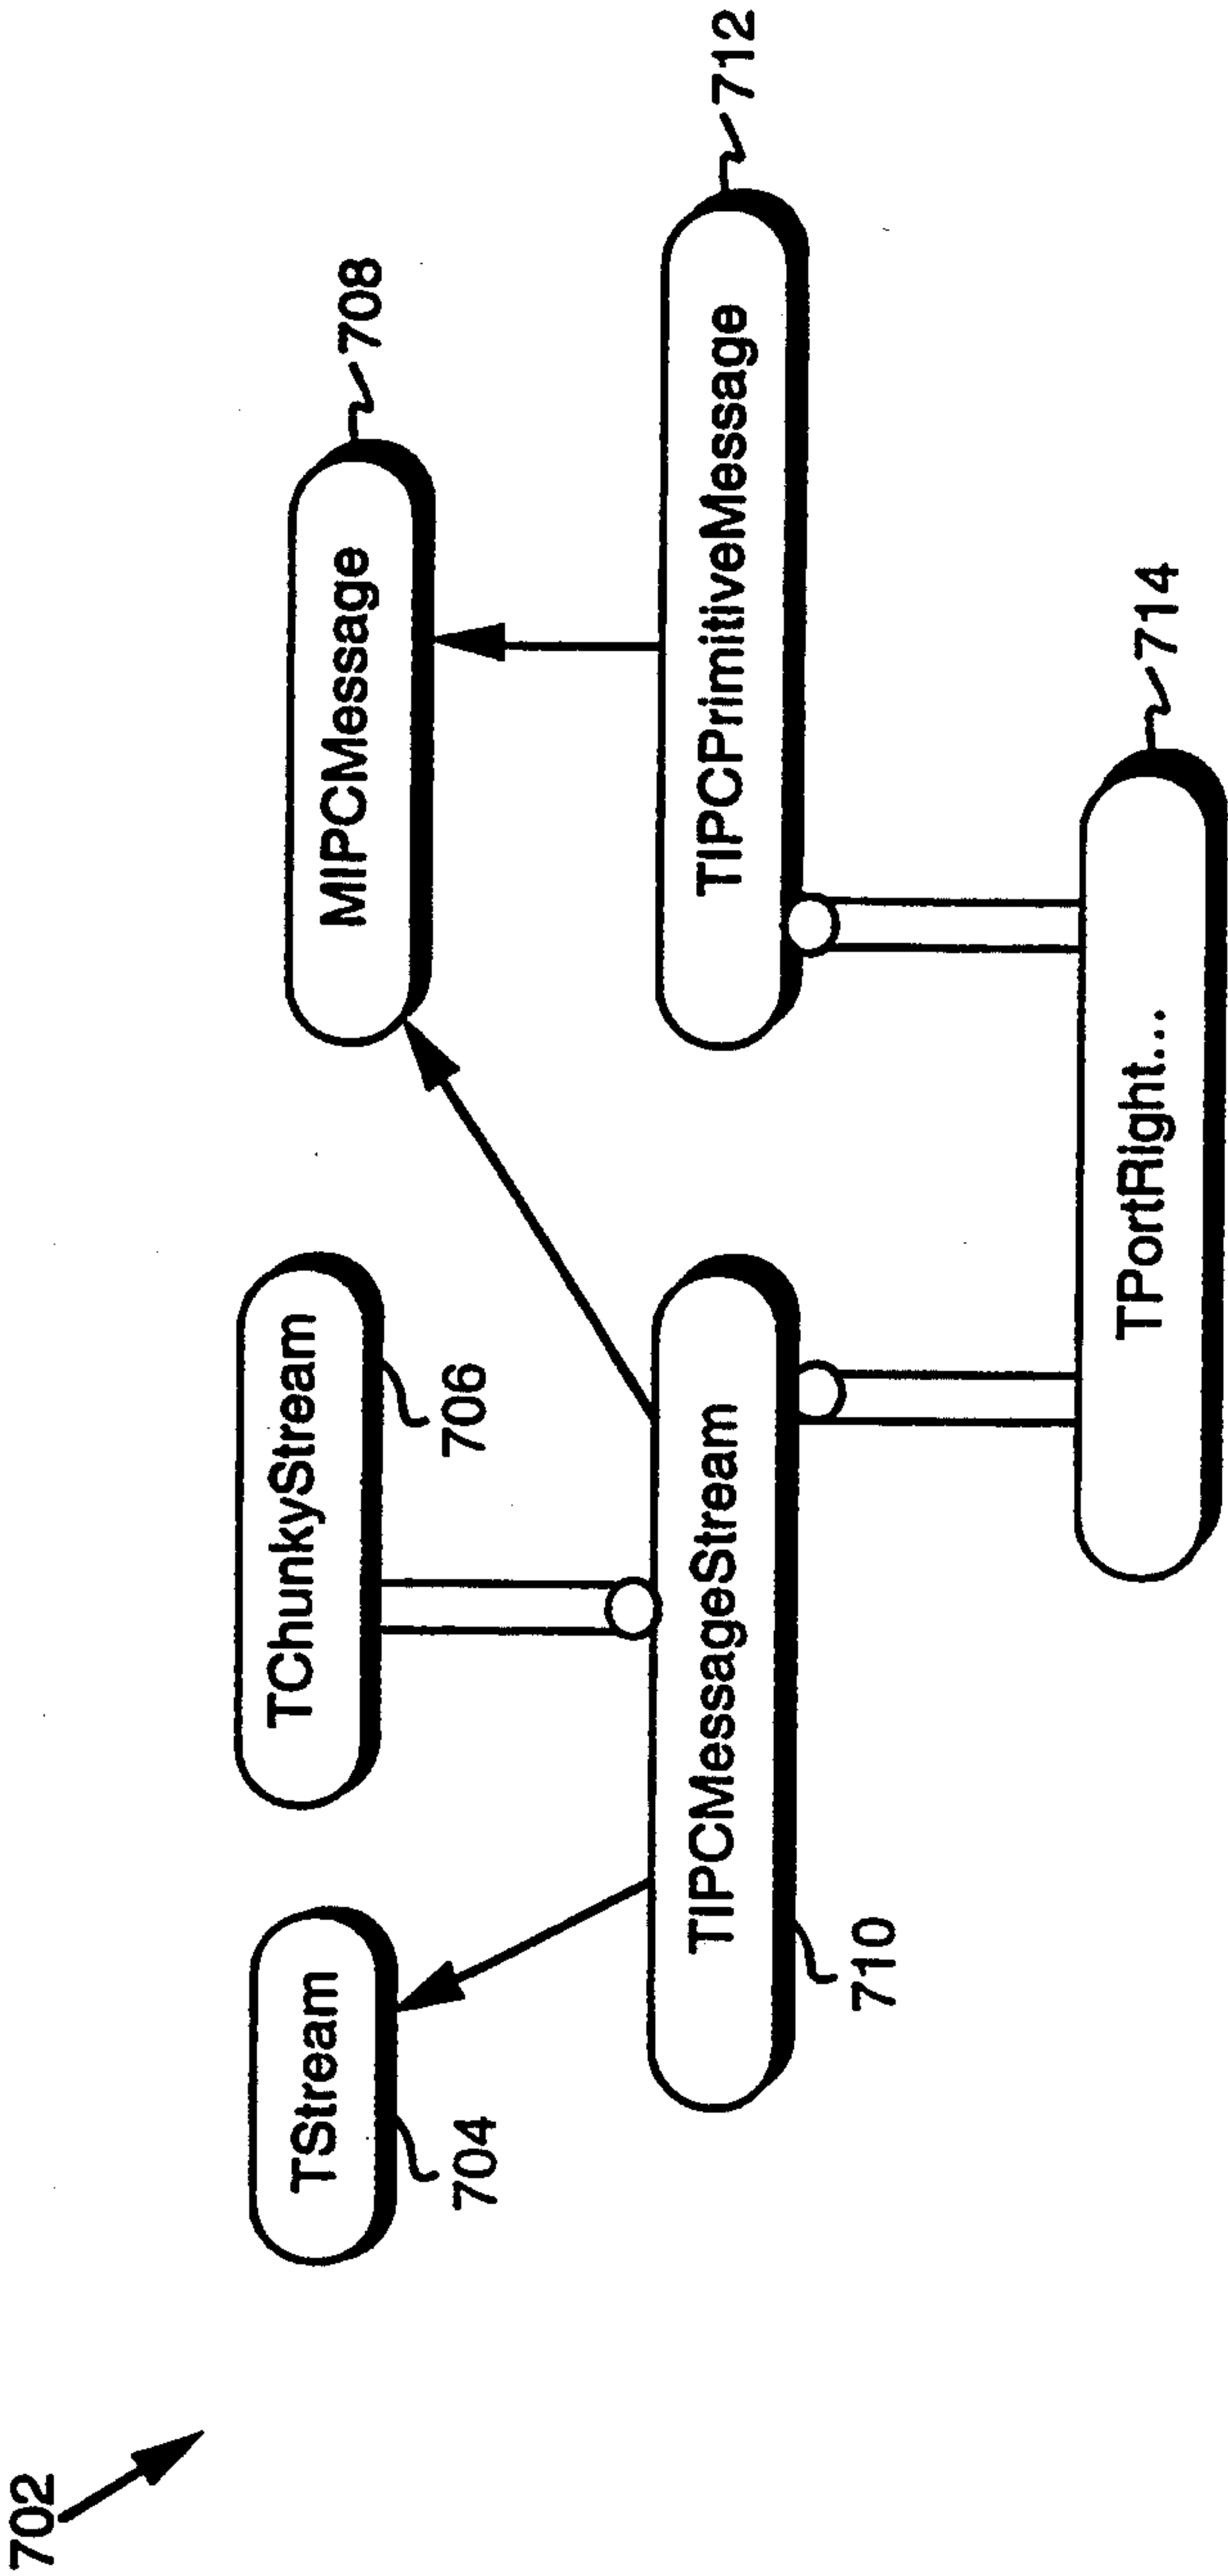 702
TStream
704
TChunkyStream
706
MIPCMessage
708
TIPCMessageStream
710
TIPCPrimitiveMessage
712
TPortRight...
714